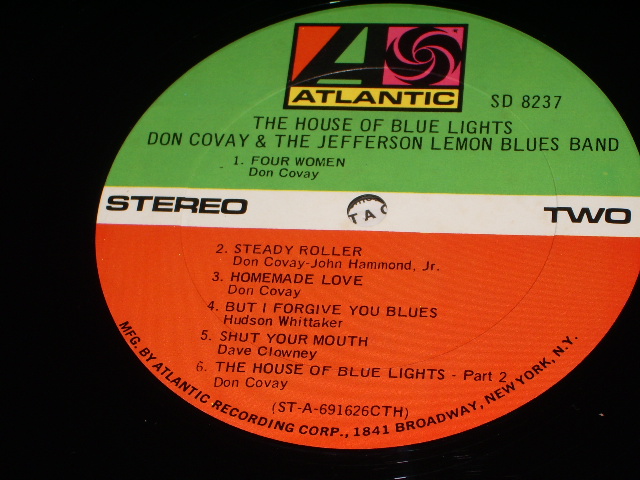 ATLANTIC
SD 8237
THE HOUSE OF BLUE LIGHTS
DON COVAY & THE JEFFERSON LEMON BLUES BAND
1. FOUR WOMEN
Don Covay
STEREO
TAC
TWO
2. STEADY ROLLER
Don Covay-John Hammond, Jr.
3. HOMEMADE LOVE
Don Covay
4. BUT I FORGIVE YOU BLUES
Hudson Whittaker
5. SHUT YOUR MOUTH
Dave Clowney
6. THE HOUSE OF BLUE LIGHTS - Part 2
Don Covay
(ST-A-691626CTH)
MFG. BY ATLANTIC RECORDING CORP., 1841 BROADWAY, NEW YORK, N.Y.